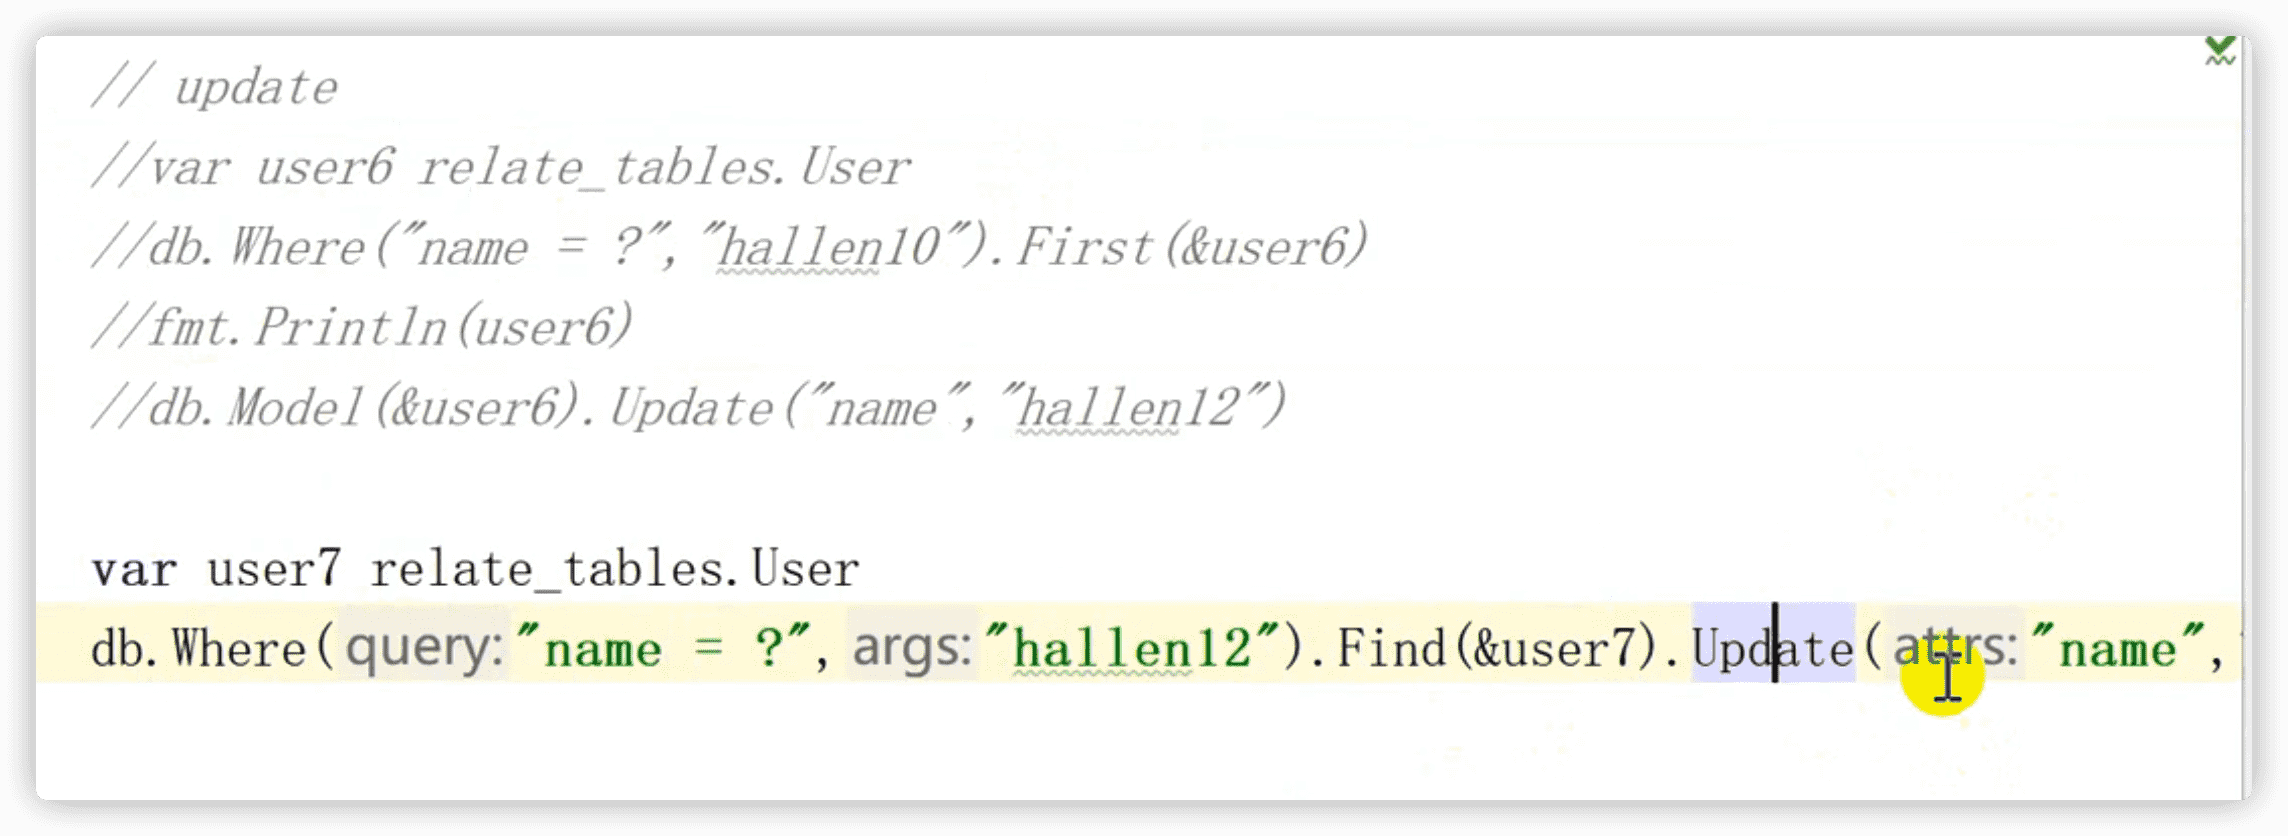 // update
//var user6 relate_tables.User
//db.Where("name = ?","hallen10").First(&user6)
//fmt.Println(user6)
//db.Model(&user6).Update("name","hallen12")
var user7 relate_tables.User
db.Where( query: "name = ?", args: "hallen12").Find(&user7).Update( attrs: "name",